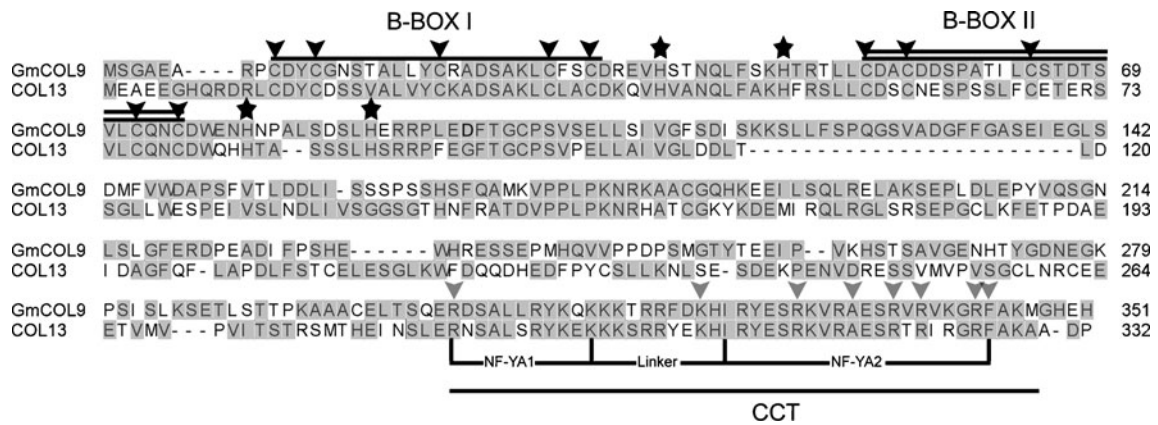 B-BOX I B-BOX II
GmCOL9 MSGAEA----RPCDYCGNSTALLYCRADSAKLCFSCDREVHSTNQLFSKHTRTLLCDACDDSPATILCSTDTS 69
COL13 MEAEEGHQRDRLCDYCDSSVALVYCKADSAKLCLACDKQVHVANQLFAKHFRSLLCDSCNESPSSLFCETERS 73
GmCOL9 VLCQNCDWENHNPALSDSLHERRPLEDFTGCPSVSELLSIVGFSDISKKSLLFSPQGSADGFFGASEIEGLS 142
COL13 VLCQNCDWQHHTA--SSSLHSRRPFEGFTGCPSVPELLAIVGLDDLT----------------------LD 120
GmCOL9 DMFVWDAPSFVTLDDLI-SSSPSSHSFQAMKVPPLPKNRKAACGQHKEEILSQLRELAKSEPLDLEPYVQSGN 214
COL13 SGLLWESPEIVSLNDLIVSGGSGTHNFRATDVPPLPKNRHATCGKYKDEMIRQLRGLSRSEPGCLKFETPDAE 193
GmCOL9 LSLGFERDPEADIFPSHE------WHRESSEPMHQVVPPDPSMGTYTEEIP--VKHSTSAVGENHTYGDNEGK 279
COL13 IDAGFQF-LAPDLFSTCELESGLKWFDQQDHEDFPYCSLLKNLSE-SDEKPENVDRESSVMVPVSGCLNRCEE 264
GmCOL9 PSISLKSETLSTTPKAAACELTSQERDSALLRYKQKKKTRRFDKHIRYESRKVRAESRVRVKGRFAKMGHEH 351
COL13 ETVMV---PVITSTRSMTHEINSLERNSALSRYKEKKKSRRYEKHIRYESRKVRAESRTRIRGRFAKAA-DP 332
NF-YA1 Linker NF-YA2
CCT